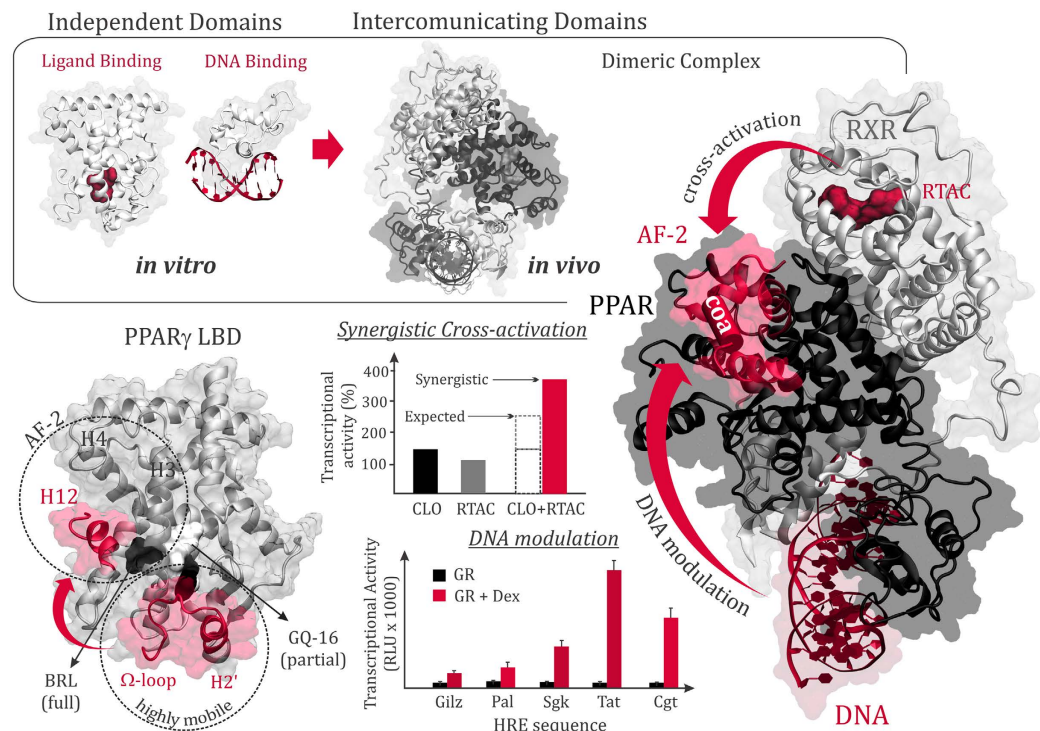 Independent Domains
Intercomunicating Domains
Ligand Binding
DNA Binding
Dimeric Complex
in vitro
in vivo
RXR
cross-activation
RTAC
AF-2
PPAR
coa
DNA modulation
DNA
PPARγ LBD
AF-2
H4
H3
H12
GQ-16
(partial)
BRL
(full)
Ω-loop
H2'
highly mobile
Synergistic Cross-activation
Transcriptional
activity (%)
400
300
200
100
Synergistic
Expected
CLO RTAC CLO+RTAC
DNA modulation
Transcriptional Activity
(RLU x 1000)
GR
GR + Dex
Gilz Pal Sgk Tat Cgt
HRE sequence